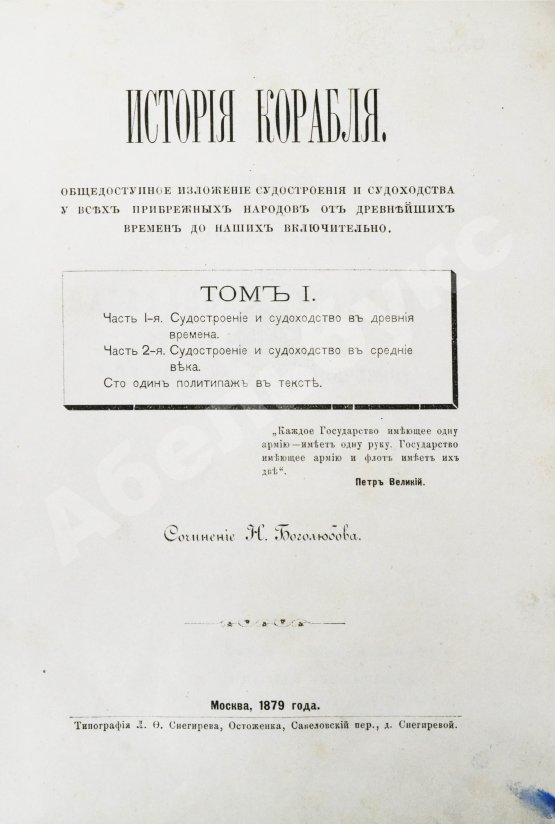 ИСТОРІЯ КОРАБЛЯ.
ОБЩЕДОСТУПНОЕ ИЗЛОЖЕНІЕ СУДОСТРОЕНІЯ И СУДОХОДСТВА
У ВСѢХЪ ПРИБРЕЖНЫХЪ НАРОДОВЪ ОТЪ ДРЕВНѢЙШИХЪ
ВРЕМЕНЪ ДО НАШИХЪ ВКЛЮЧИТЕЛЬНО.
ТОМЪ I.
Часть I-я. Судостроеніе и судоходство въ древнія
времена.
Часть 2-я. Судостроеніе и судоходство въ средніе
вѣка.
Сто одинъ политипажъ въ текстѣ.
„Каждое Государство имѣющее одну
армію—имѣетъ одну руку. Государство
имѣющее армію и флотъ имѣетъ ихъ
двѣ“.
Петръ Великій.
Сочиненіе Н. Боголюбова.
Москва, 1879 года.
Типографія Л. Ѳ. Снегирева, Остоженка, Савеловскій пер., д. Снегиревой.